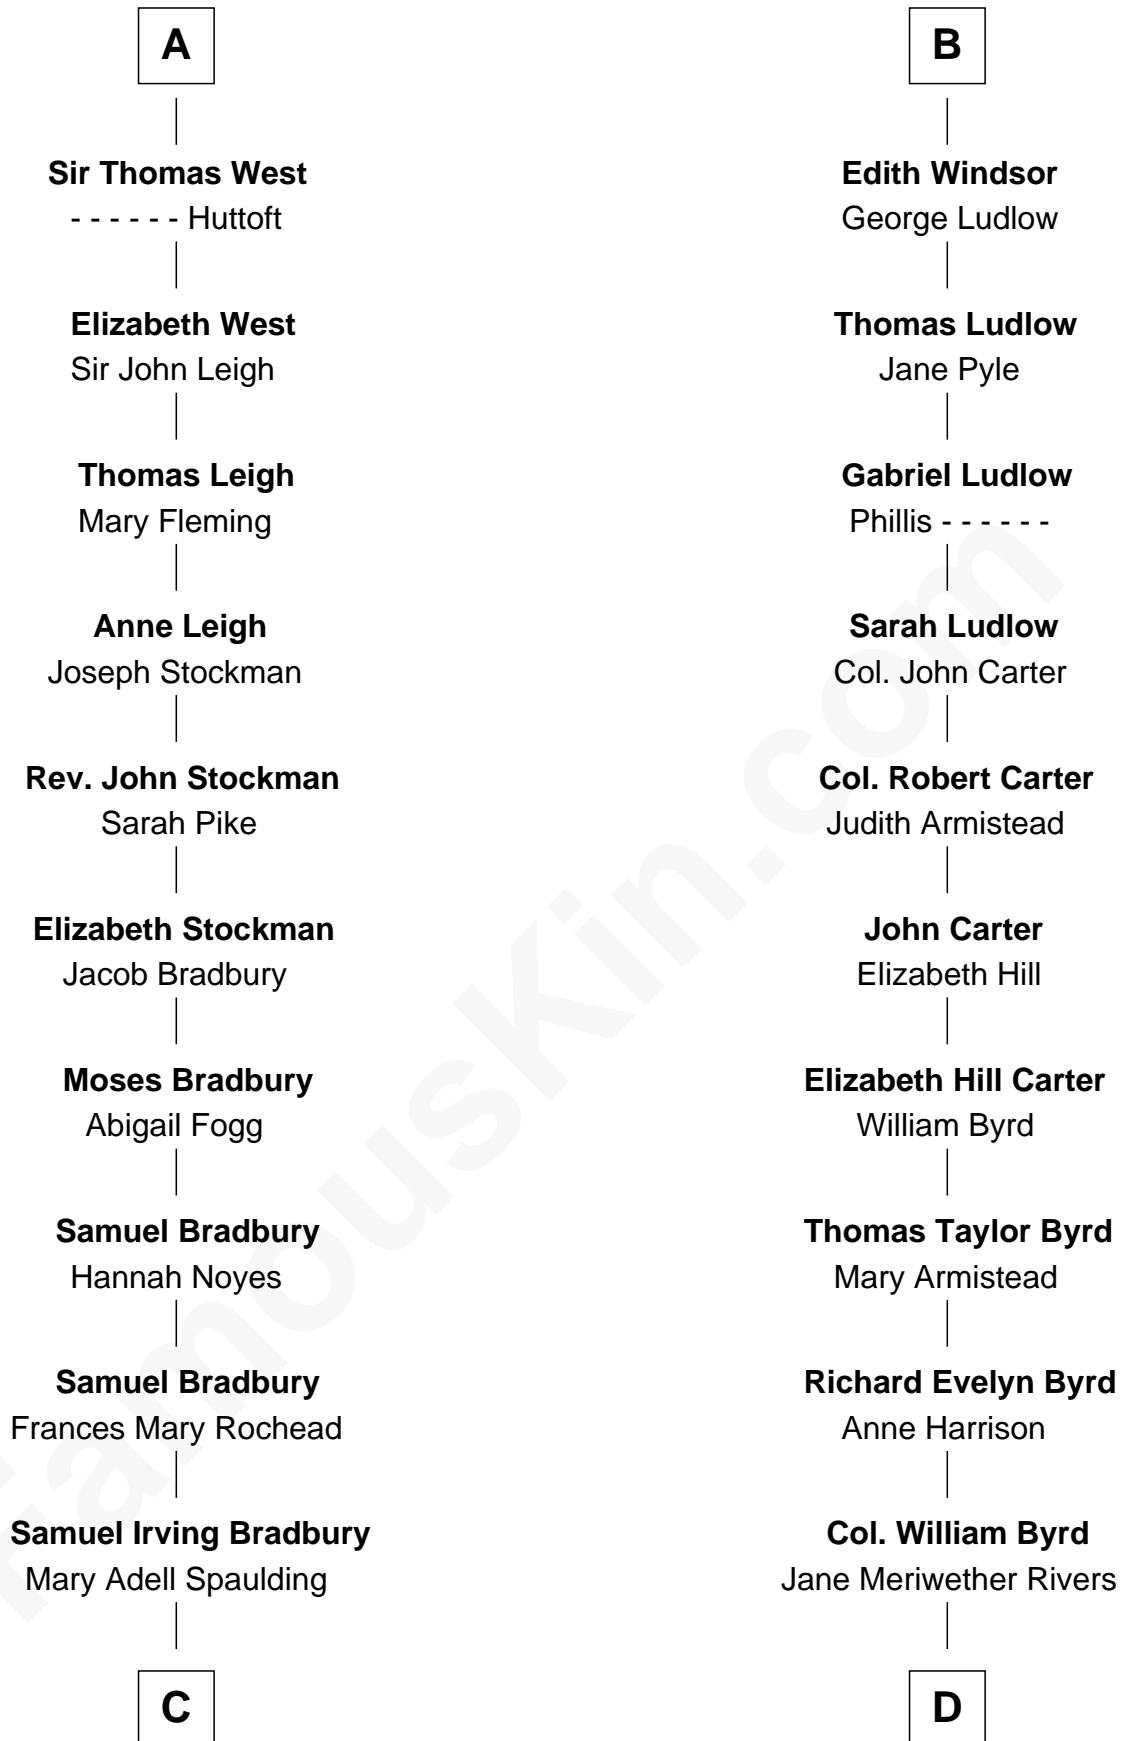 A
Sir Thomas West
- - - - - - Huttoft
Elizabeth West
Sir John Leigh
Thomas Leigh
Mary Fleming
Anne Leigh
Joseph Stockman
Rev. John Stockman
Sarah Pike
Elizabeth Stockman
Jacob Bradbury
Moses Bradbury
Abigail Fogg
Samuel Bradbury
Hannah Noyes
Samuel Bradbury
Frances Mary Rochead
Samuel Irving Bradbury
Mary Adell Spaulding
C
B
Edith Windsor
George Ludlow
Thomas Ludlow
Jane Pyle
Gabriel Ludlow
Phillis - - - - - -
Sarah Ludlow
Col. John Carter
Col. Robert Carter
Judith Armistead
John Carter
Elizabeth Hill
Elizabeth Hill Carter
William Byrd
Thomas Taylor Byrd
Mary Armistead
Richard Evelyn Byrd
Anne Harrison
Col. William Byrd
Jane Meriwether Rivers
D
FamousKin.com